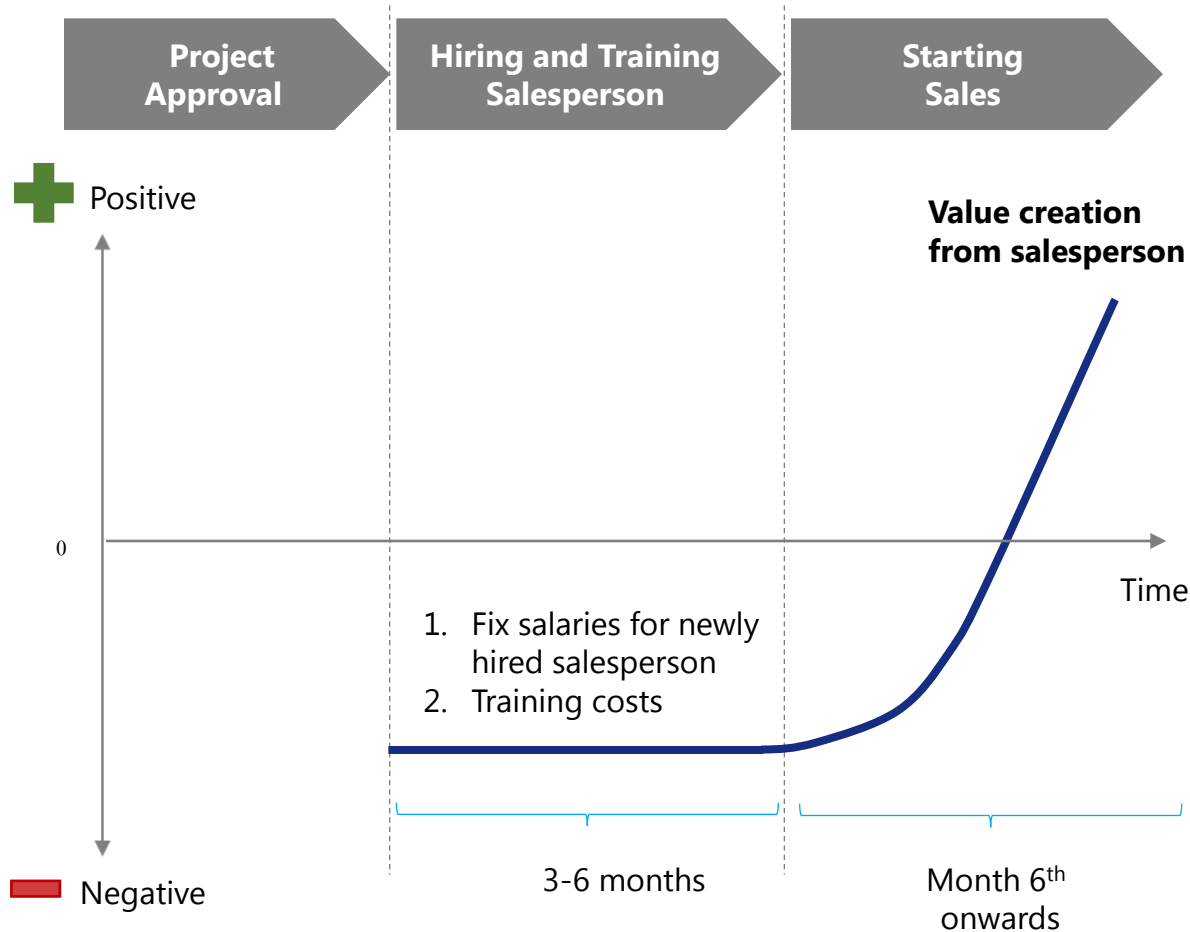 Project
Approval
Hiring and Training
Salesperson
Starting
Sales
Positive
Value creation
from salesperson
0
Time
1. Fix salaries for newly
hired salesperson
2. Training costs
3-6 months
Month 6th
onwards
Negative